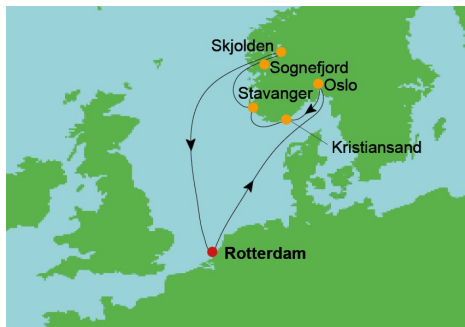 Skjolden
Sognefjord
Stavanger
Oslo
Kristiansand
Rotterdam